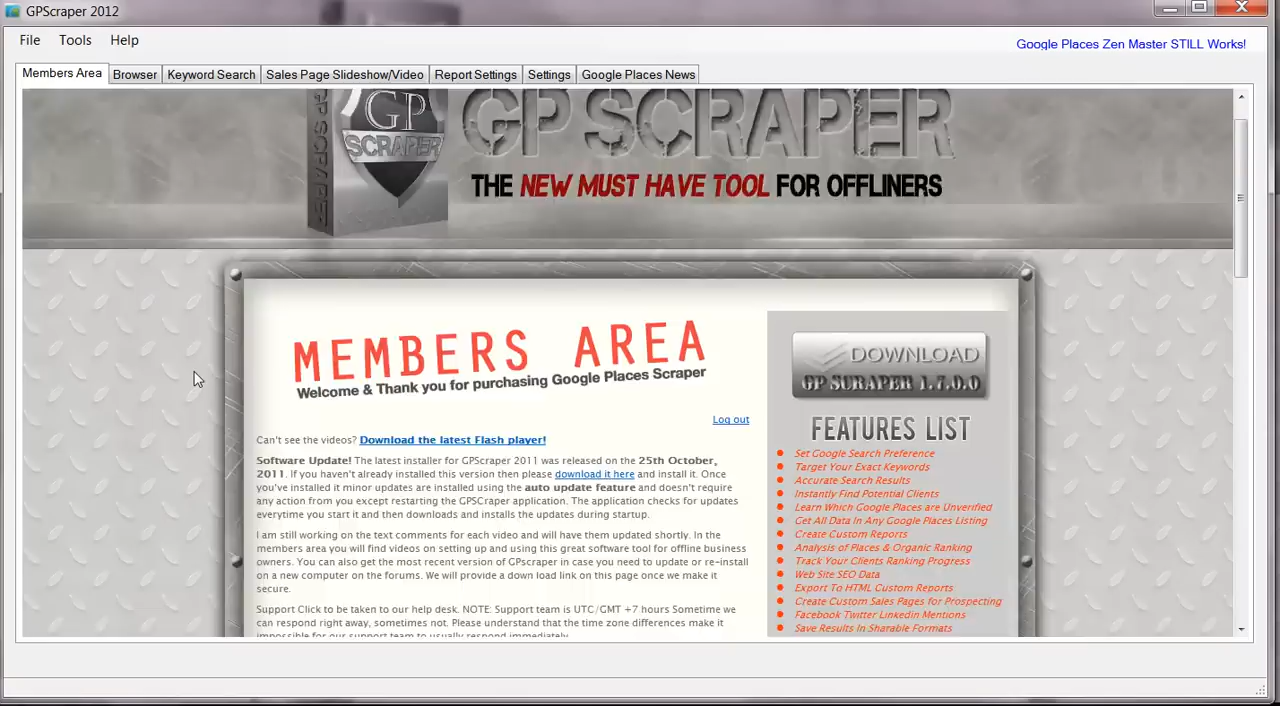 GPScraper 2012
File Tools Help
Google Places Zen Master STILL Works!
Members Area Browser Keyword Search Sales Page Slideshow/Video Report Settings Settings Google Places News
GP SCRAPER
GP SCRAPER
GP SCRAPER
THE NEW MUST HAVE TOOL FOR OFFLINERS
MEMBERS AREA
Welcome & Thank you for purchasing Google Places Scraper
Log out
Can't see the videos? Download the latest Flash player!
Software Update! The latest installer for GPScraper 2011 was released on the 25th October,
2011. If you haven't already installed this version then please download it here and install it. Once
you've installed it minor updates are installed using the auto update feature and doesn't require
any action from you except restarting the GPSCraper application. The application checks for updates
everytime you start it and then downloads and installs the updates during startup.
I am still working on the text comments for each video and will have them updated shortly. In the
members area you will find videos on setting up and using this great software tool for offline business
owners. You can also get the most recent version of GPscraper in case you need to update or re-install
on a new computer on the forums. We will provide a down load link on this page once we make it
secure.
Support Click to be taken to our help desk. NOTE: Support team is UTC/GMT +7 hours Sometime we
can respond right away, sometimes not. Please understand that the time zone differences make it
impossible for our support team to usually respond immediately.
DOWNLOAD
GP SCRAPER 1.7.0.0
FEATURES LIST
Set Google Search Preference
Target Your Exact Keywords
Accurate Search Results
Instantly Find Potential Clients
Learn Which Google Places are Unverified
Get All Data In Any Google Places Listing
Create Custom Reports
Analysis of Places & Organic Ranking
Track Your Clients Ranking Progress
Web Site SEO Data
Export To HTML Custom Reports
Create Custom Sales Pages for Prospecting
Facebook Twitter Linkedin Mentions
Save Results In Sharable Formats